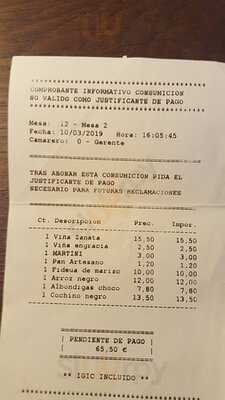 ******************************
COMPROBANTE INFORMATIVO CONSUMICION
NO VALIDO COMO JUSTIFICANTE DE PAGO
******************************
Mesa: 12 - Mesa 2
Fecha: 10/03/2019 Hora: 16:05:45
Camarero: 0 - Gerente
==============================
TRAS ABONAR ESTA CONSUMICION PIDA EL
JUSTIFICANTE DE PAGO
NECESARIO PARA FUTURAS RECLAMACIONES
==============================
Ct. Descripcion Prec. Impor.
1 Viña Zanata 15,50 15,50
1 Viña engracia 2,50 2,50
1 MARTINI 3,00 3,00
1 Pan Artesano 1,20 1,20
1 Fideua de marisc 10,00 10,00
1 Arroz negro 12,00 12,00
1 Albondigas choco 7,80 7,80
1 Cochino negro 13,50 13,50
====================
| PENDIENTE DE PAGO |
| 65,50 € |
====================
** IGIC INCLUIDO **
******************************